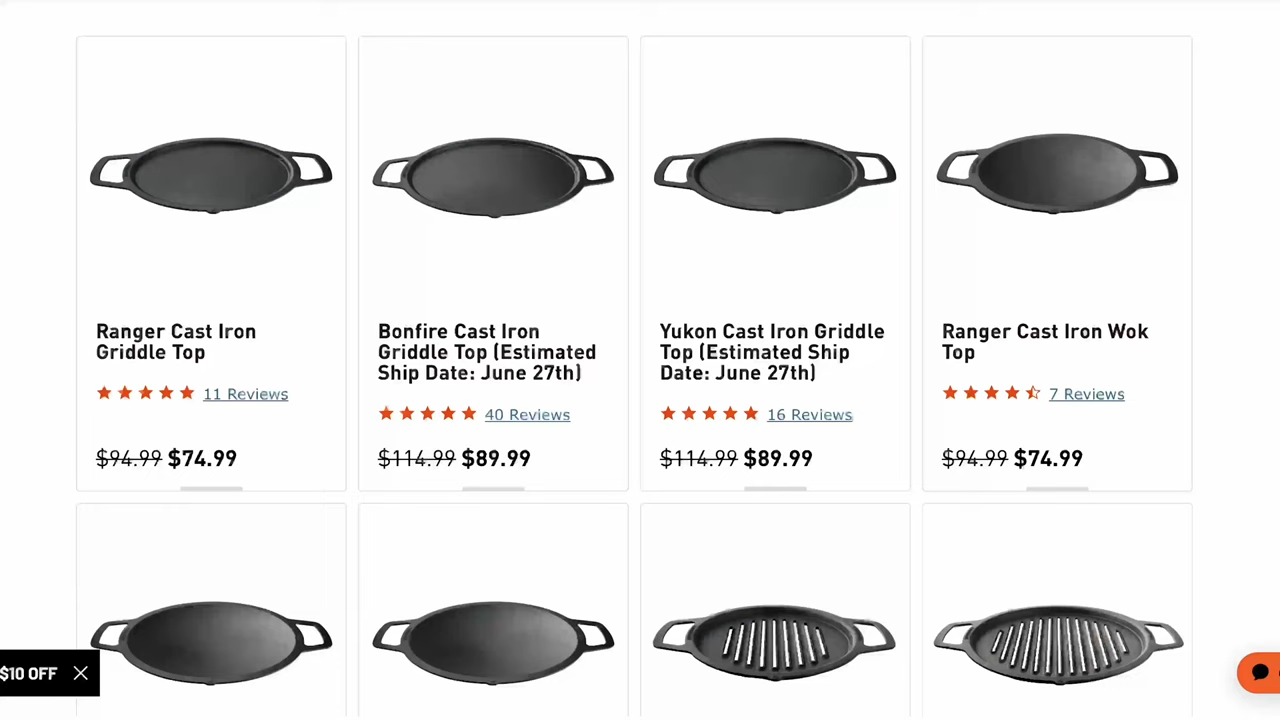 Ranger Cast Iron
Griddle Top
11 Reviews
$94.99 $74.99
Bonfire Cast Iron
Griddle Top (Estimated
Ship Date: June 27th)
40 Reviews
$114.99 $89.99
Yukon Cast Iron Griddle
Top (Estimated Ship
Date: June 27th)
16 Reviews
$114.99 $89.99
Ranger Cast Iron Wok
Top
7 Reviews
$94.99 $74.99
$10 OFF